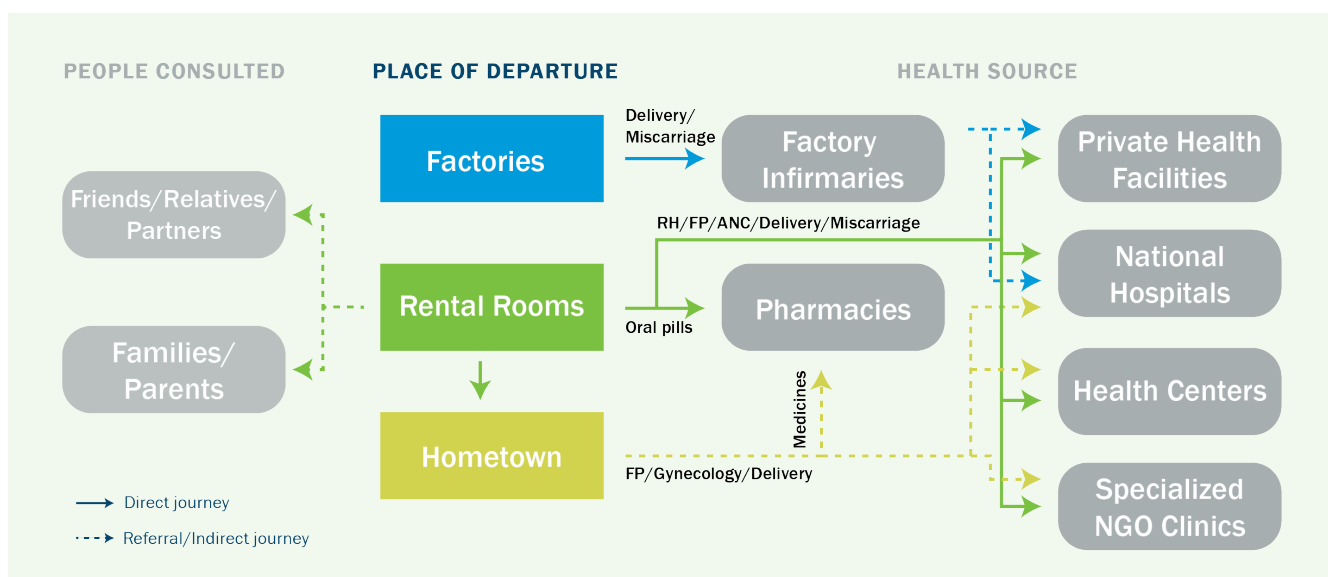 PEOPLE CONSULTED
PLACE OF DEPARTURE
HEALTH SOURCE
Factories
Delivery/
Miscarriage
Factory
Infirmaries
Private Health
Facilities
Friends/Relatives/
Partners
RH/FP/ANC/Delivery/Miscarriage
National
Hospitals
Rental Rooms
Oral pills
Pharmacies
Families/
Parents
Medicines
Health Centers
Hometown
FP/Gynecology/Delivery
Specialized
NGO Clinics
Direct journey
Referral/Indirect journey